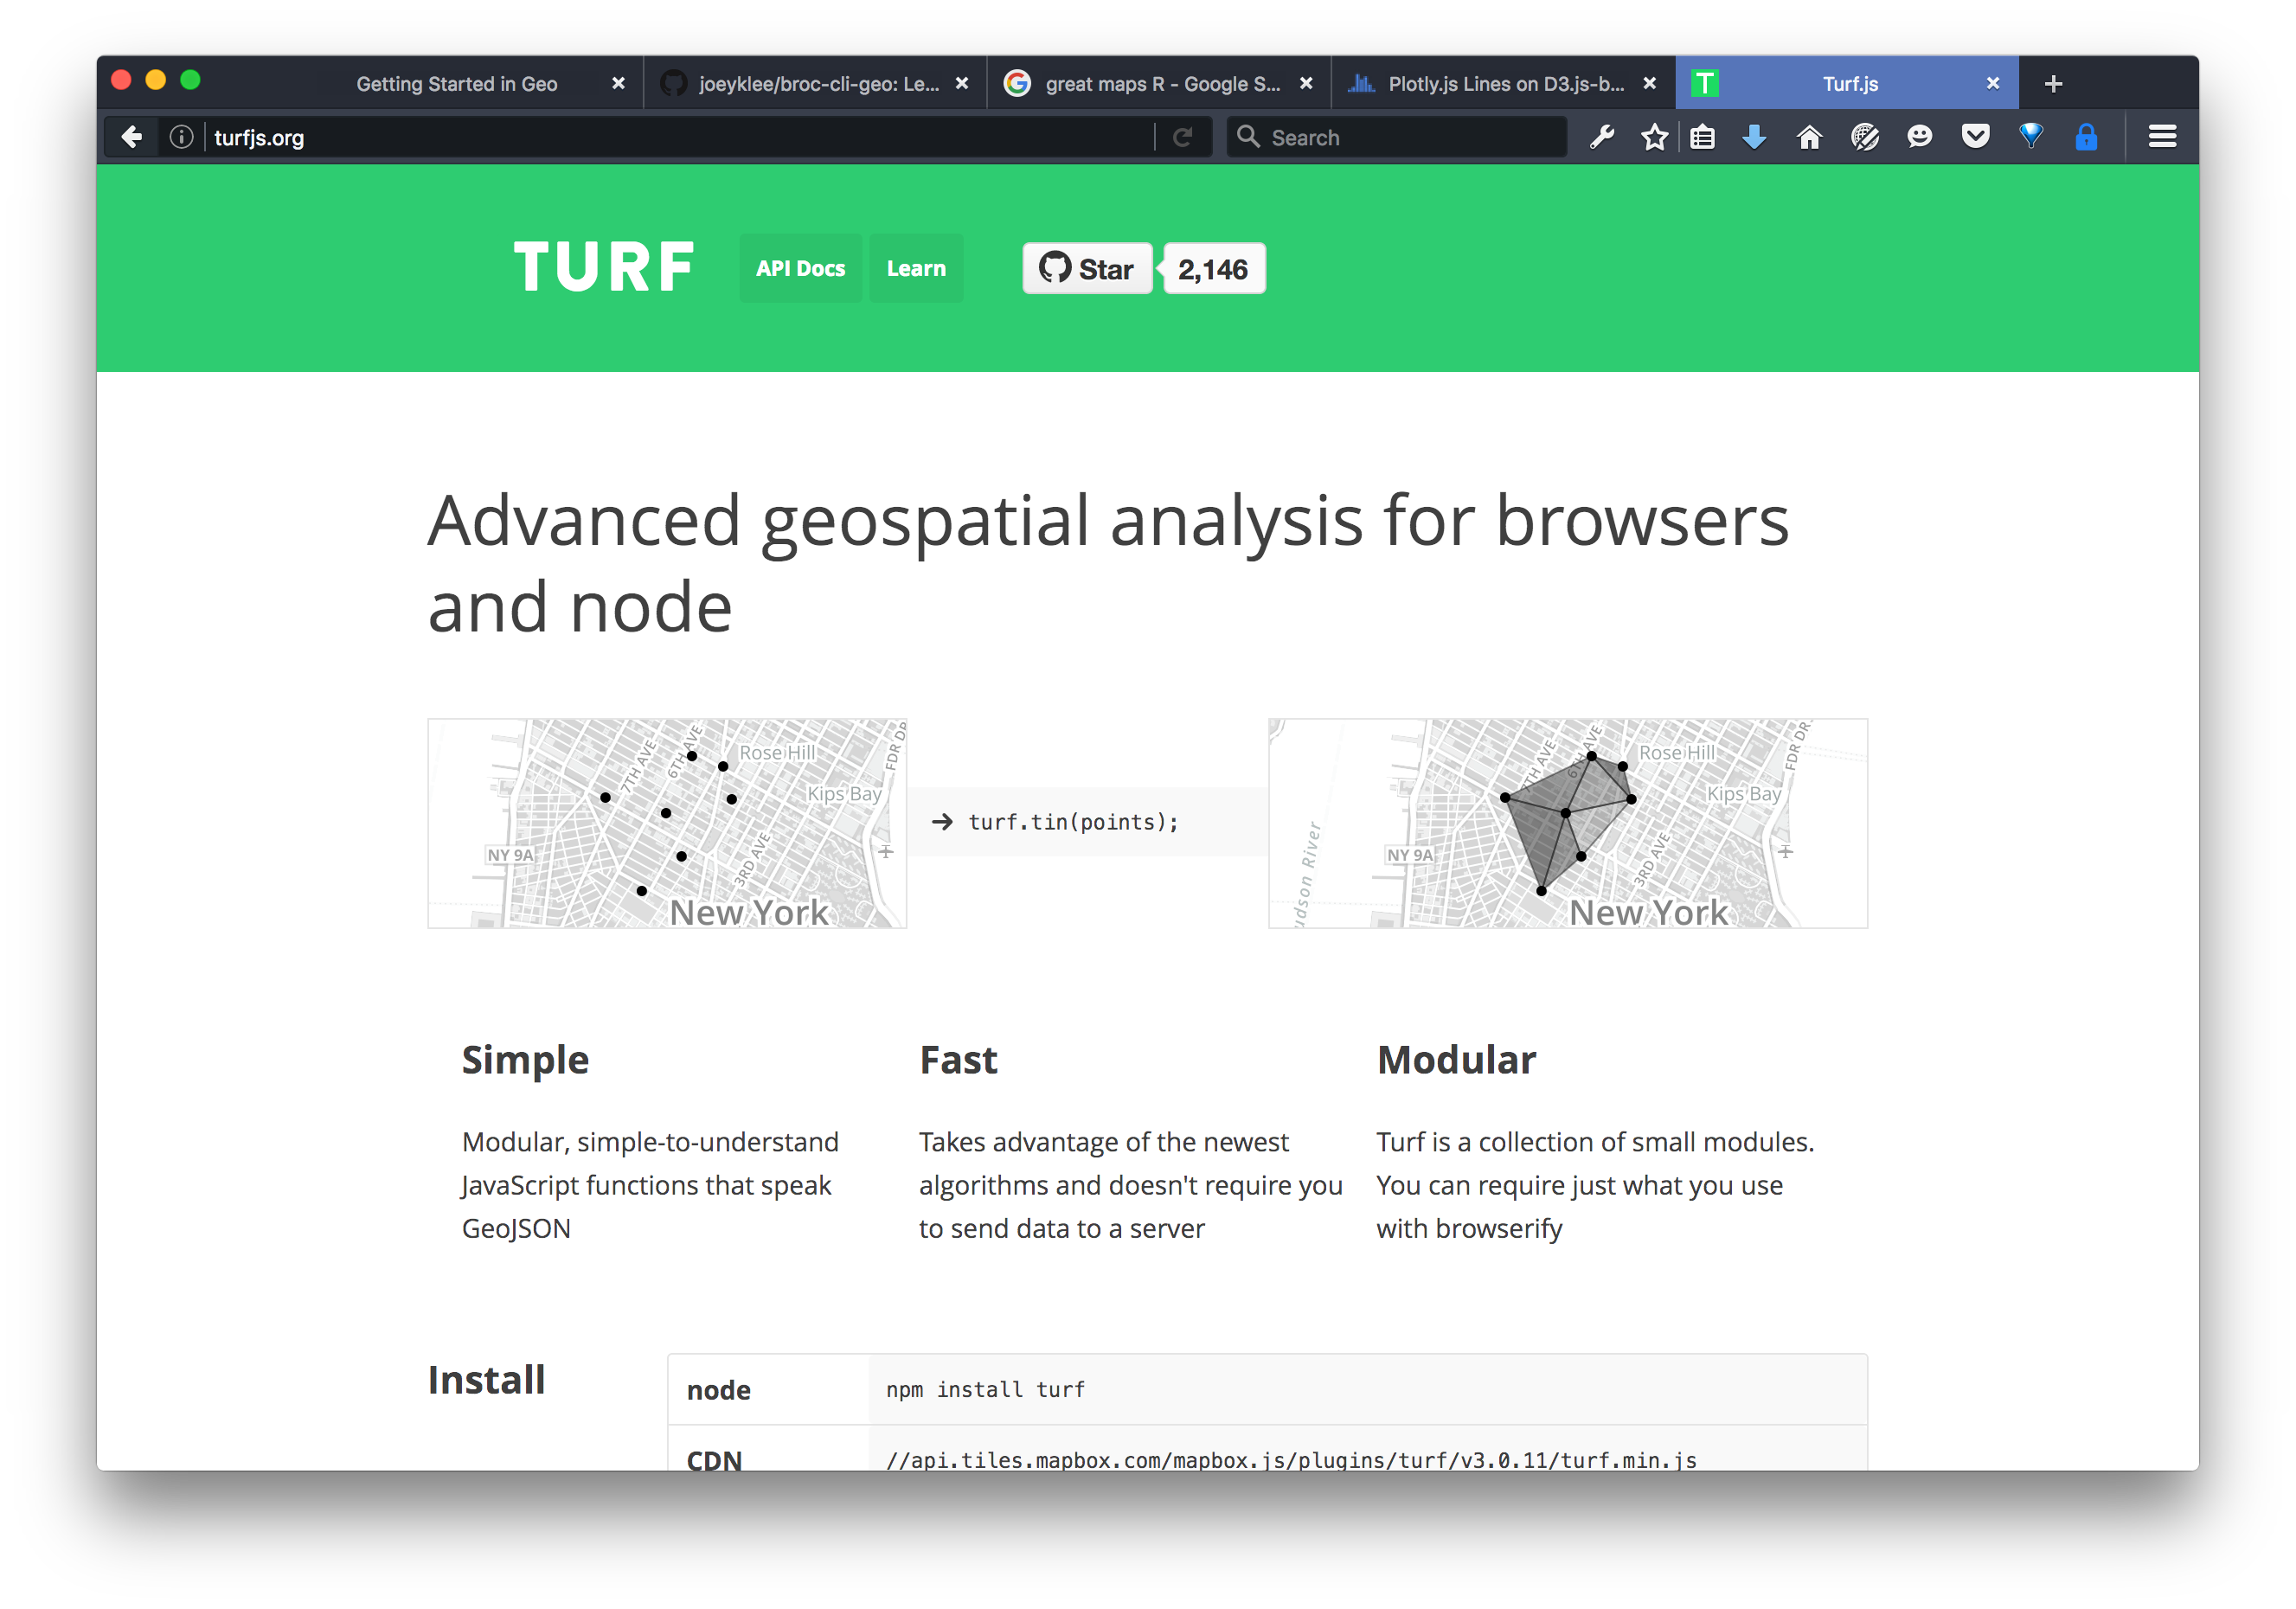 Getting Started in Geo
joeyklee/broc-cli-geo: Le...
great maps R - Google S...
Plotly.js Lines on D3.js-b...
T
Turf.js
turfjs.org
Search
TURF
API Docs
Learn
Star
2,146
Advanced geospatial analysis for browsers
and node
7TH AVE
6TH AVE
Rose Hill
Kips Bay
FDR DR
NY 9A
3RD AVE
New York
→ turf.tin(points);
7TH AVE
6TH AVE
Rose Hill
Kips Bay
FDR DR.
NY 9A
3RD AVE
udson River
New York
Simple
Modular, simple-to-understand
JavaScript functions that speak
GeoJSON
Fast
Takes advantage of the newest
algorithms and doesn't require you
to send data to a server
Modular
Turf is a collection of small modules.
You can require just what you use
with browserify
Install
node
npm install turf
CDN
//api.tiles.mapbox.com/mapbox.js/plugins/turf/v3.0.11/turf.min.js